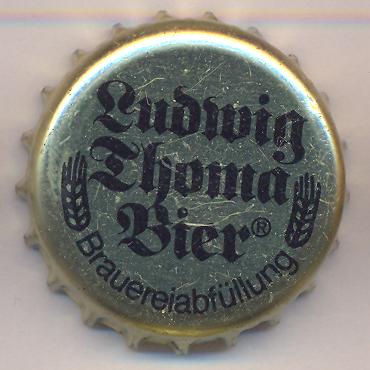 Ludwig
Thoma
Bier®
Brauereiabfüllung